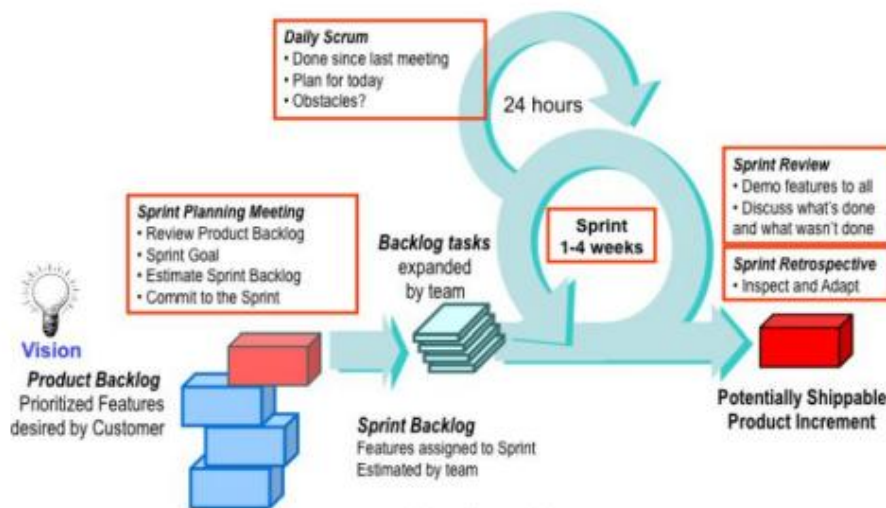 Daily Scrum
• Done since last meeting
• Plan for today
• Obstacles?
24 hours
Sprint Planning Meeting
• Review Product Backlog
• Sprint Goal
• Estimate Sprint Backlog
• Commit to the Sprint
Backlog tasks
expanded
by team
Sprint
1-4 weeks
Sprint Review
• Demo features to all
• Discuss what's done
and what wasn't done
Sprint Retrospective
• Inspect and Adapt
Vision
Product Backlog
Prioritized Features
desired by Customer
Sprint Backlog
Features assigned to Sprint
Estimated by team
Potentially Shippable
Product Increment